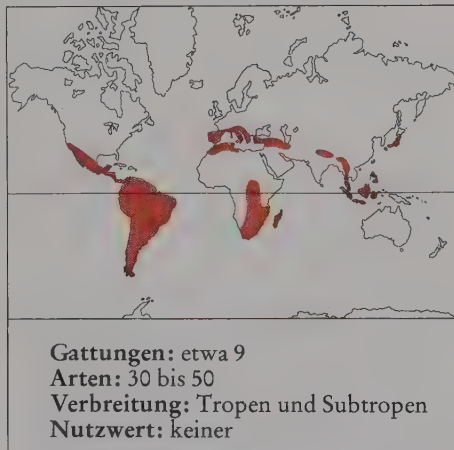 Gattungen: etwa 9
Arten: 30 bis 50
Verbreitung: Tropen und Subtropen
Nutzwert: keiner